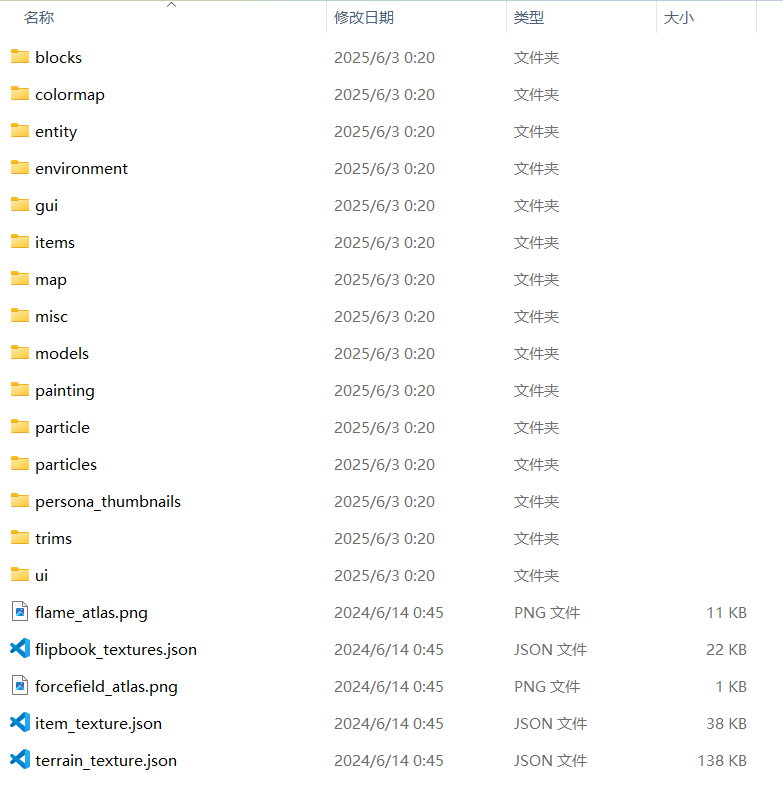 名称 修改日期 类型 大小
blocks 2025/6/3 0:20 文件夹
colormap 2025/6/3 0:20 文件夹
entity 2025/6/3 0:20 文件夹
environment 2025/6/3 0:20 文件夹
gui 2025/6/3 0:20 文件夹
items 2025/6/3 0:20 文件夹
map 2025/6/3 0:20 文件夹
misc 2025/6/3 0:20 文件夹
models 2025/6/3 0:20 文件夹
painting 2025/6/3 0:20 文件夹
particle 2025/6/3 0:20 文件夹
particles 2025/6/3 0:20 文件夹
persona_thumbnails 2025/6/3 0:20 文件夹
trims 2025/6/3 0:20 文件夹
ui 2025/6/3 0:20 文件夹
flame_atlas.png 2024/6/14 0:45 PNG 文件 11 KB
flipbook_textures.json 2024/6/14 0:45 JSON 文件 22 KB
forcefield_atlas.png 2024/6/14 0:45 PNG 文件 1 KB
item_texture.json 2024/6/14 0:45 JSON 文件 38 KB
terrain_texture.json 2024/6/14 0:45 JSON 文件 138 KB